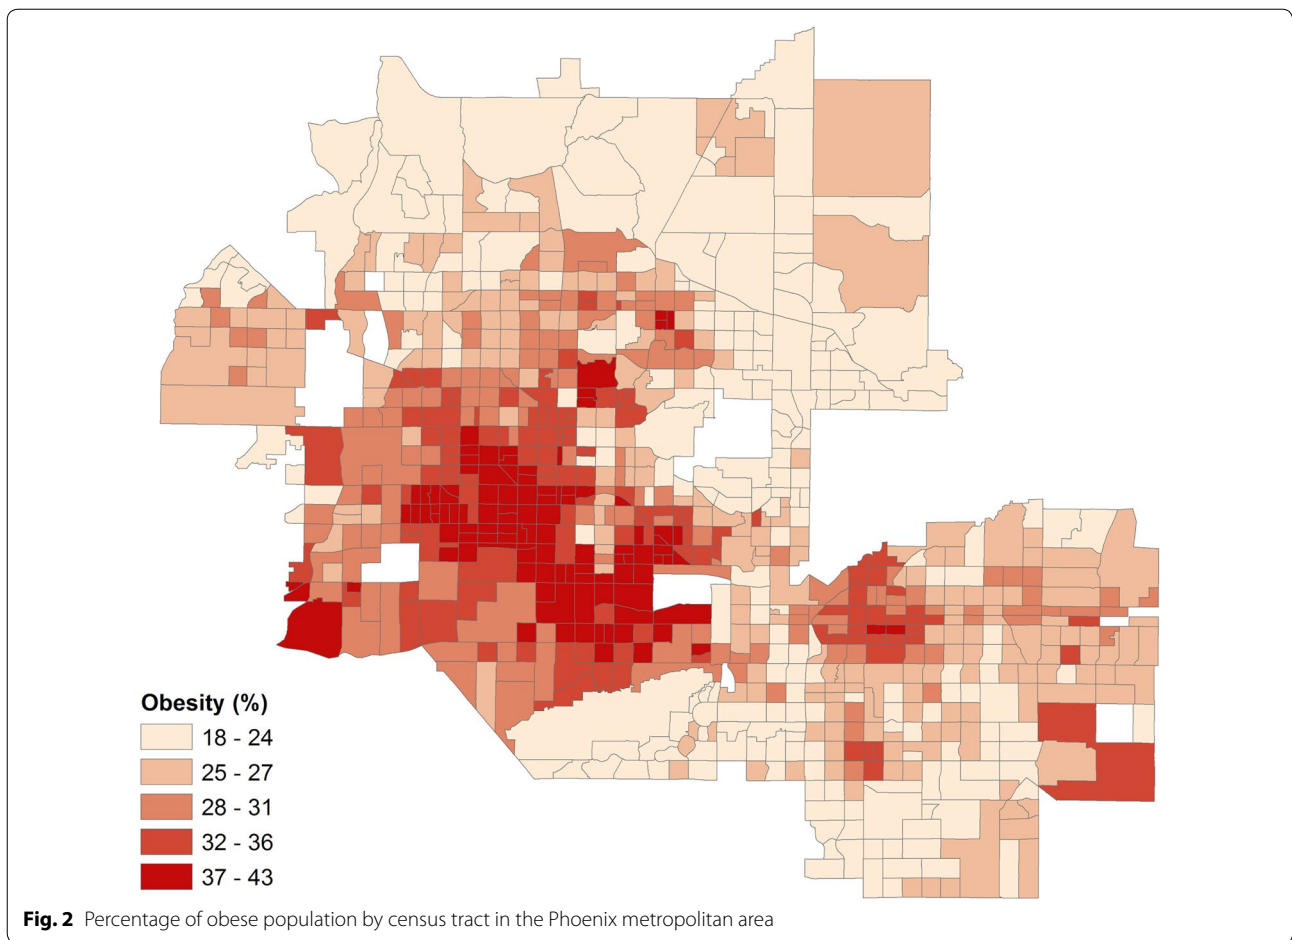 Obesity (%)
18 - 24
25 - 27
28 - 31
32 - 36
37 - 43
Fig. 2 Percentage of obese population by census tract in the Phoenix metropolitan area